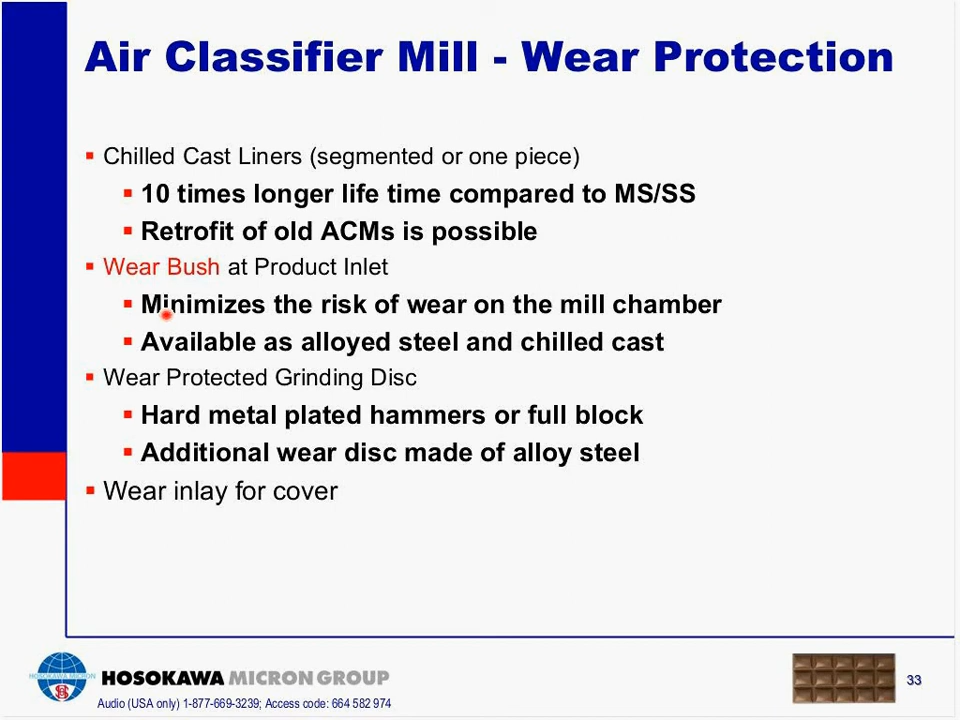 Air Classifier Mill - Wear Protection
Chilled Cast Liners (segmented or one piece)
10 times longer life time compared to MS/SS
Retrofit of old ACMs is possible
Wear Bush at Product Inlet
Minimizes the risk of wear on the mill chamber
Available as alloyed steel and chilled cast
Wear Protected Grinding Disc
Hard metal plated hammers or full block
Additional wear disc made of alloy steel
Wear inlay for cover
HOSOKAWA MICRON
HOSOKAWA MICRON GROUP
33
Audio (USA only) 1-877-669-3239; Access code: 664 582 974